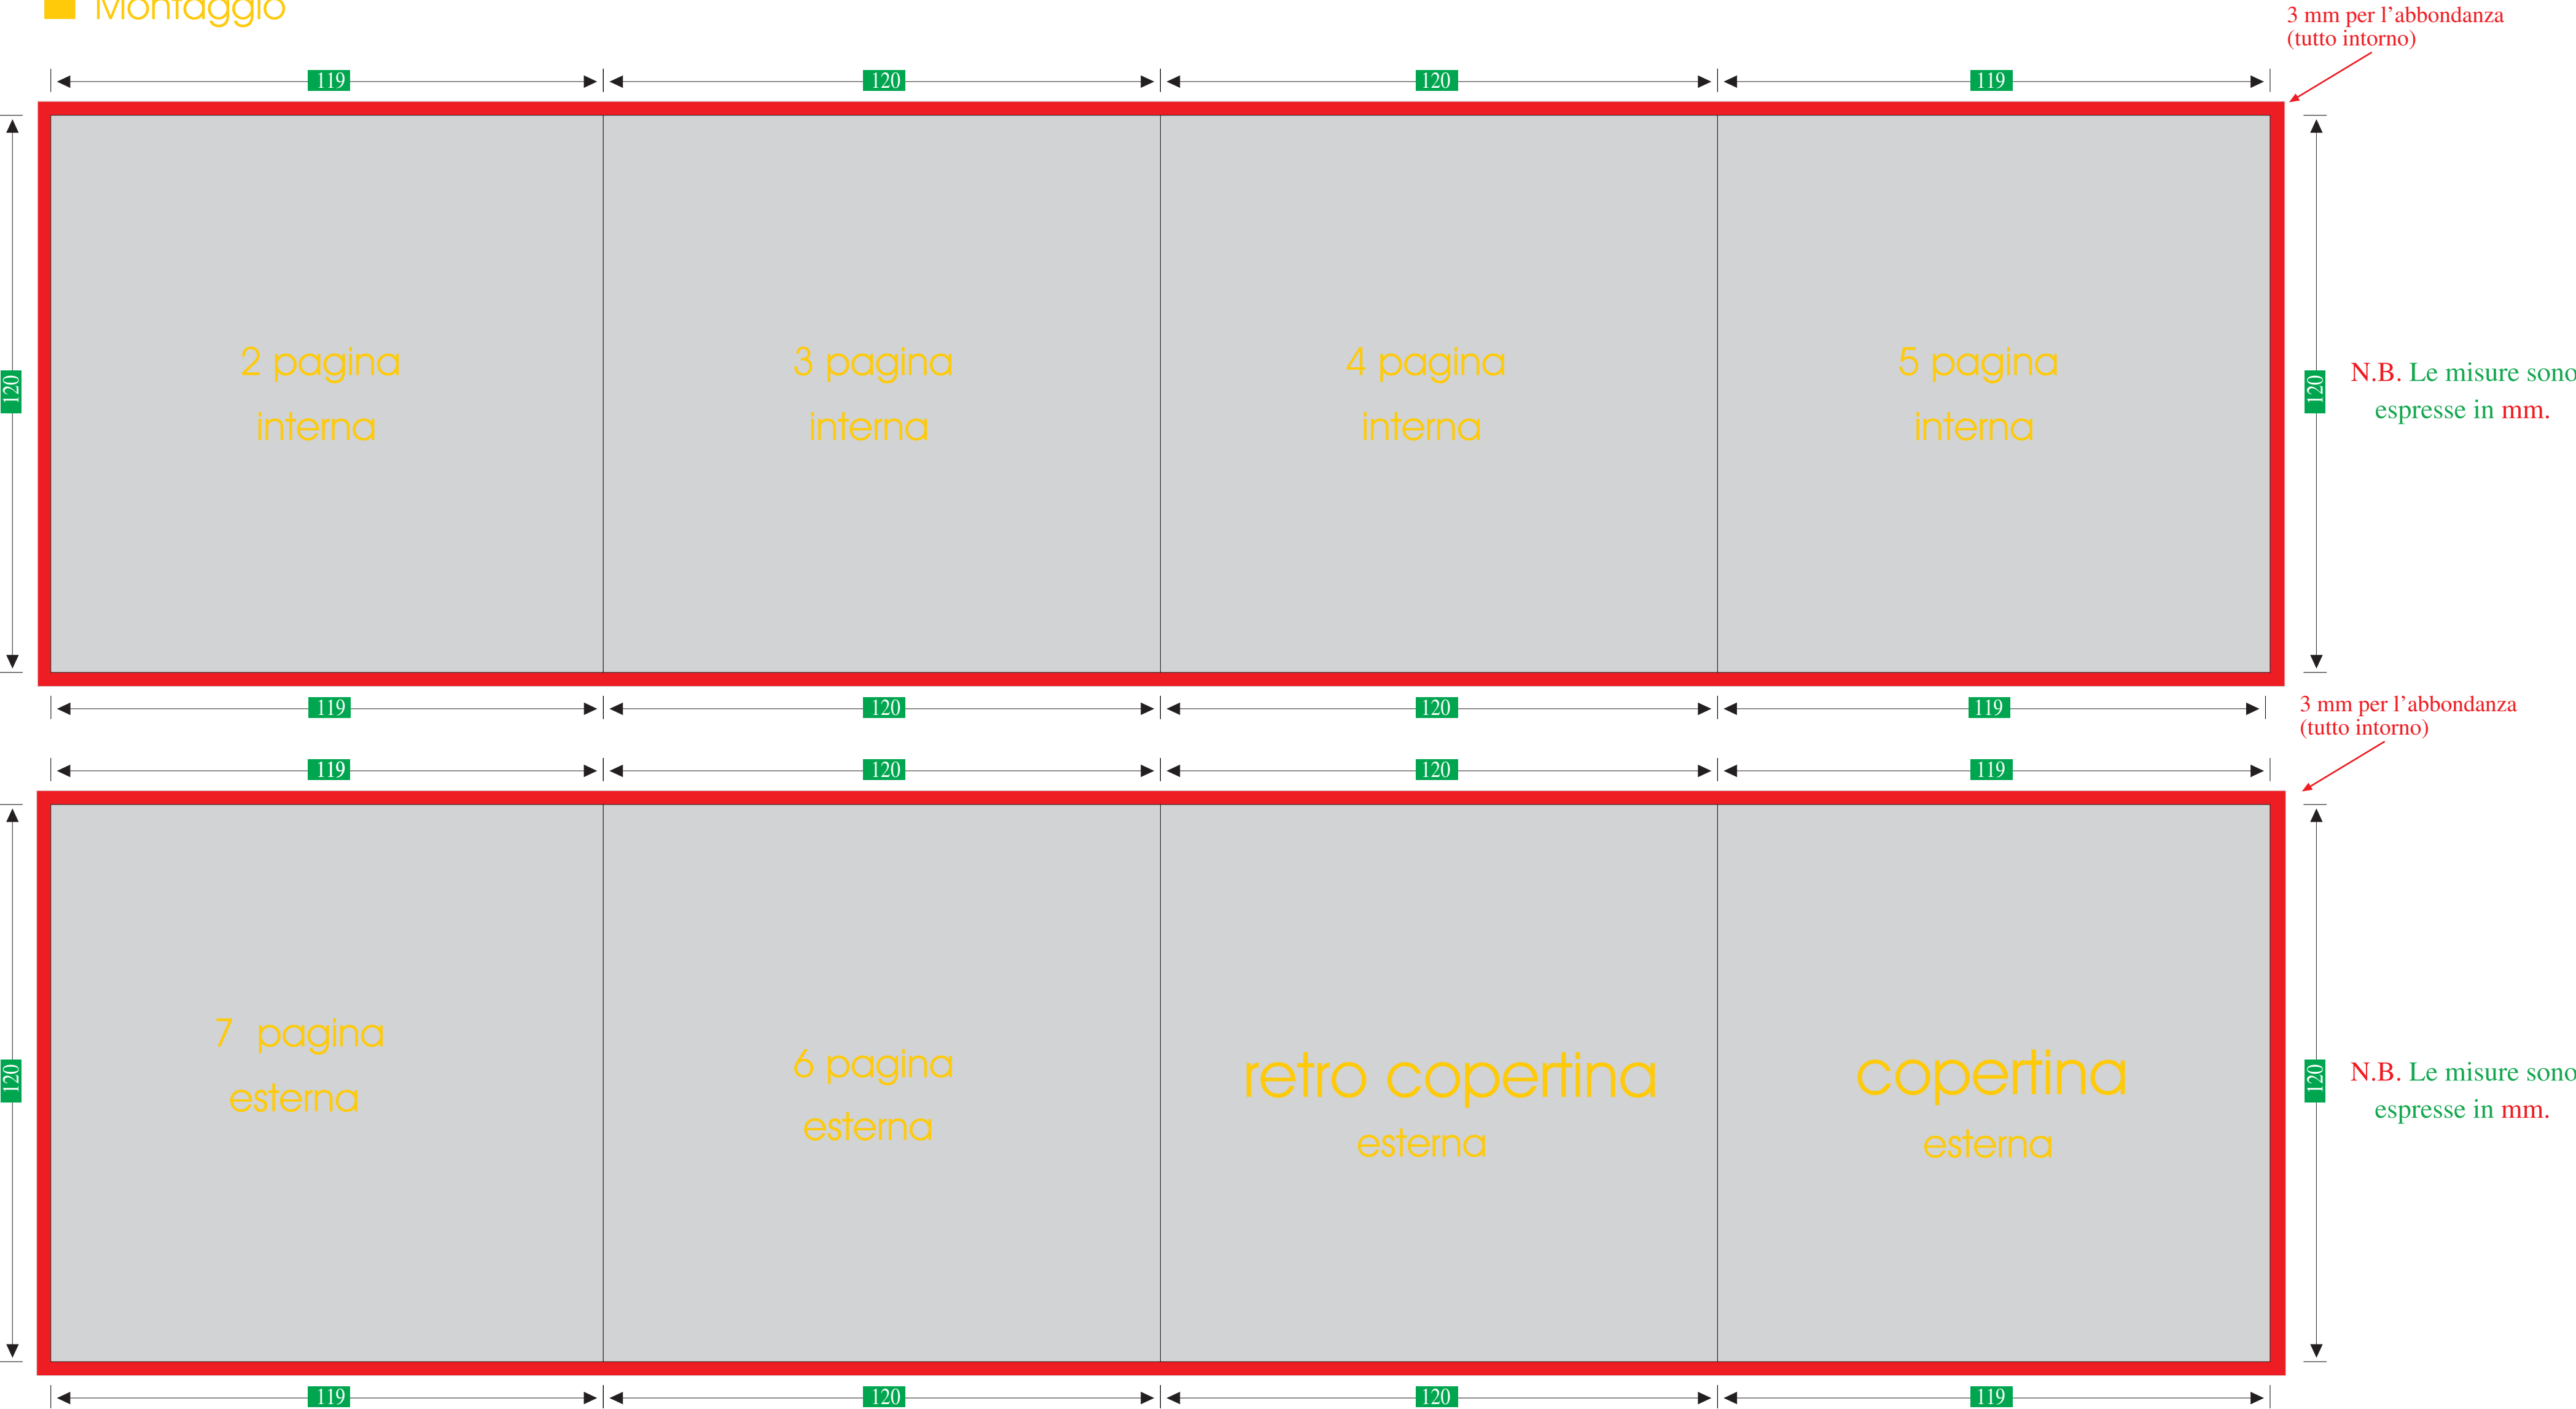 Montaggio
3 mm per l’abbondanza
(tutto intorno)
119 120 120 119
2 pagina
interna
3 pagina
interna
4 pagina
interna
5 pagina
interna
120
120
N.B. Le misure sono
espresse in mm.
119 120 120 119
3 mm per l’abbondanza
(tutto intorno)
119 120 120 119
7 pagina
esterna
6 pagina
esterna
retro copertina
esterna
copertina
esterna
120
120
N.B. Le misure sono
espresse in mm.
119 120 120 119